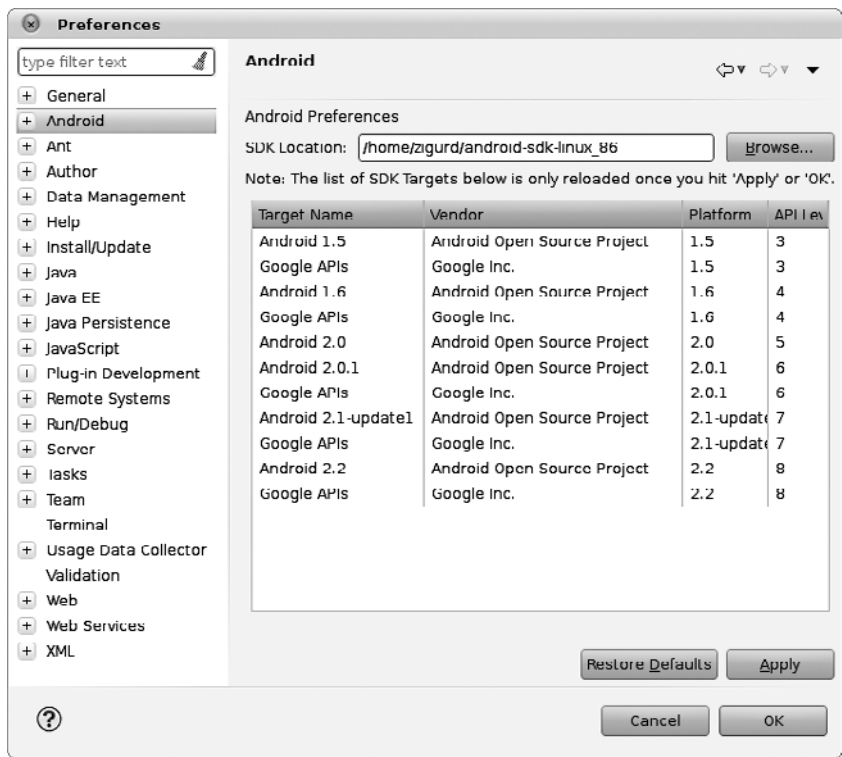 Preferences
type filter text
General
Android
Ant
Author
Data Management
Help
Install/Update
Java
Java EE
Java Persistence
JavaScript
Plug-in Development
Remote Systems
Run/Debug
Server
Tasks
Team
Terminal
Usage Data Collector
Validation
Web
Web Services
XML
Android
Android Preferences
SDK Location: /home/zigurd/android-sdk-linux_86 Browse...
Note: The list of SDK Targets below is only reloaded once you hit 'Apply' or 'OK'.
Target Name Vendor Platform API Lev
Android 1.5 Android Open Source Project 1.5 3
Google APIs Google Inc. 1.5 3
Android 1.6 Android Open Source Project 1.6 4
Google APIs Google Inc. 1.6 4
Android 2.0 Android Open Source Project 2.0 5
Android 2.0.1 Android Open Source Project 2.0.1 6
Google APIs Google Inc. 2.0.1 6
Android 2.1-update1 Android Open Source Project 2.1-update 7
Google APIs Google Inc. 2.1-update 7
Android 2.2 Android Open Source Project 2.2 8
Google APIs Google Inc. 2.2 8
Restore Defaults Apply
Cancel OK